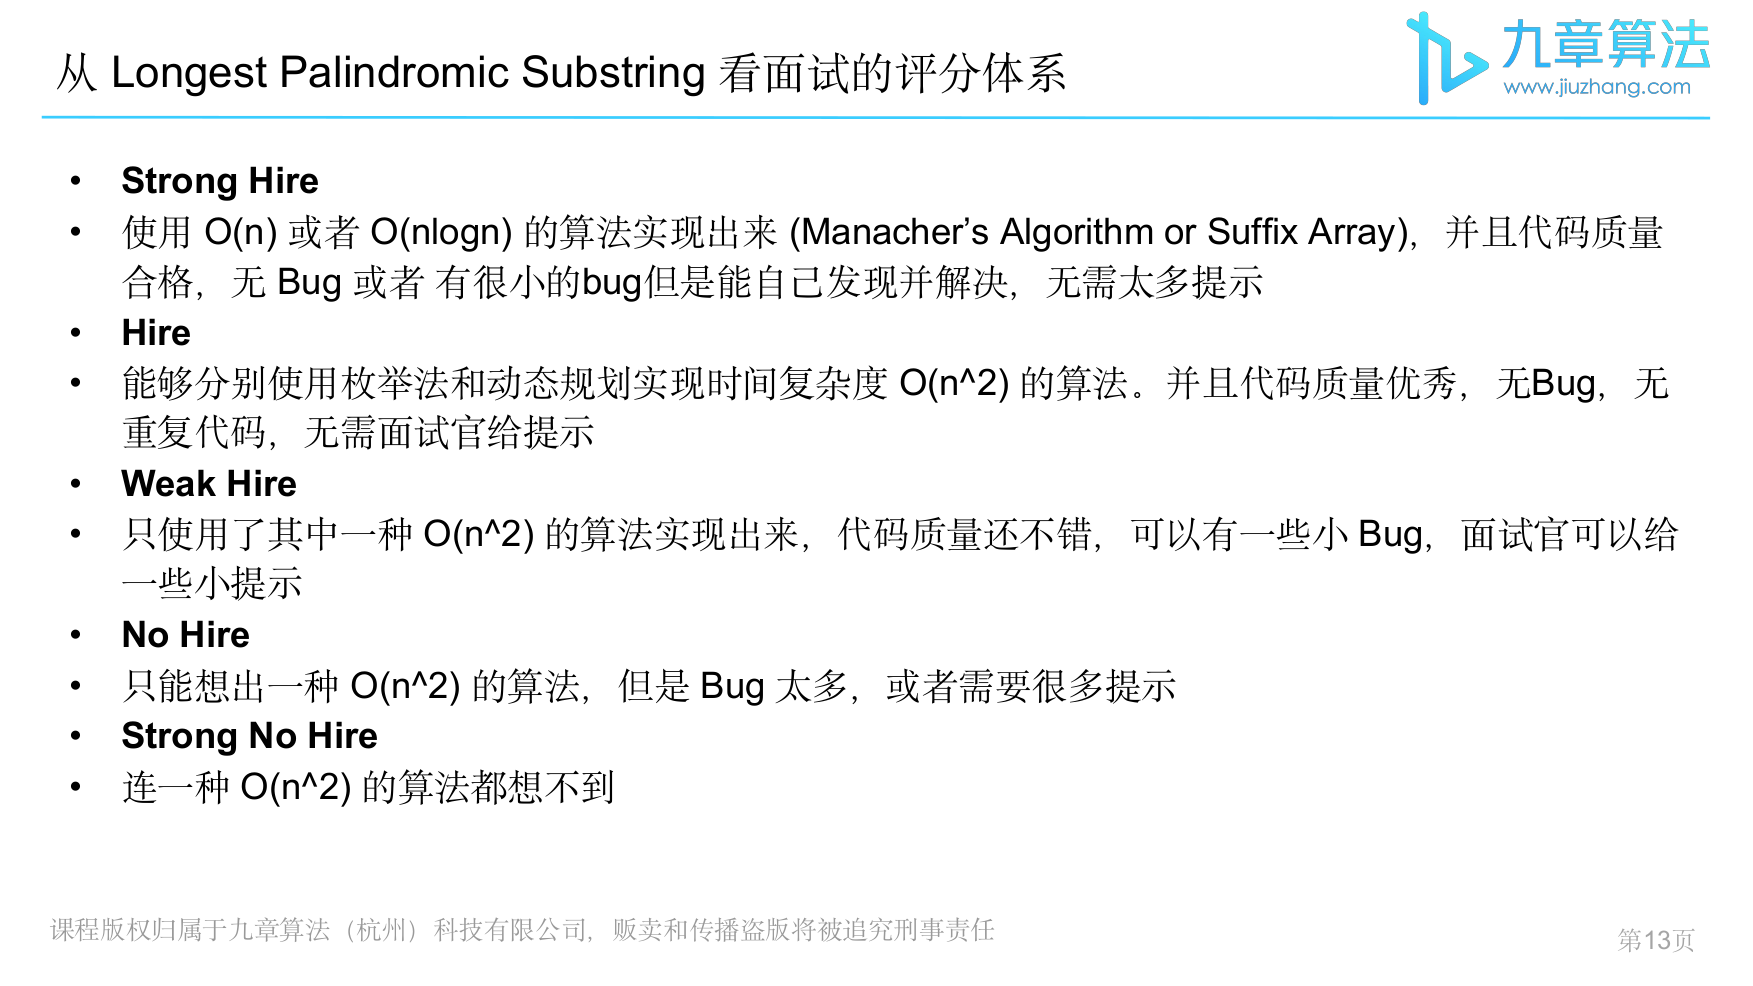 从 Longest Palindromic Substring 看面试的评分体系
九章算法
www.jiuzhang.com
• Strong Hire
• 使用 O(n) 或者 O(nlogn) 的算法实现出来 (Manacher’s Algorithm or Suffix Array)，并且代码质量
合格，无 Bug 或者 有很小的bug但是能自己发现并解决，无需太多提示
• Hire
• 能够分别使用枚举法和动态规划实现时间复杂度 O(n^2) 的算法。并且代码质量优秀，无Bug，无
重复代码，无需面试官给提示
• Weak Hire
• 只使用了其中一种 O(n^2) 的算法实现出来，代码质量还不错，可以有一些小 Bug，面试官可以给
一些小提示
• No Hire
• 只能想出一种 O(n^2) 的算法，但是 Bug 太多，或者需要很多提示
• Strong No Hire
• 连一种 O(n^2) 的算法都想不到
课程版权归属于九章算法（杭州）科技有限公司，贩卖和传播盗版将被追究刑事责任
第13页